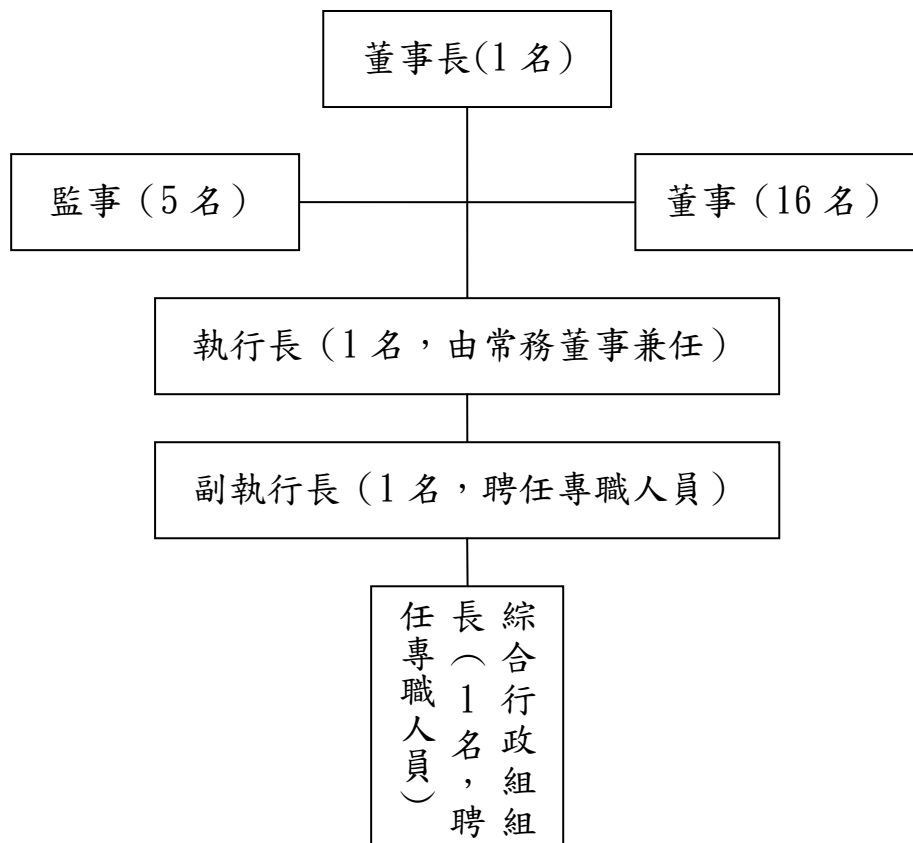 董事長(1 名)
監事（5 名）
董事（16 名）
執行長（1 名，由常務董事兼任）
副執行長（1 名，聘任專職人員）
綜合行政組組
長（1名，聘
任專職人員）